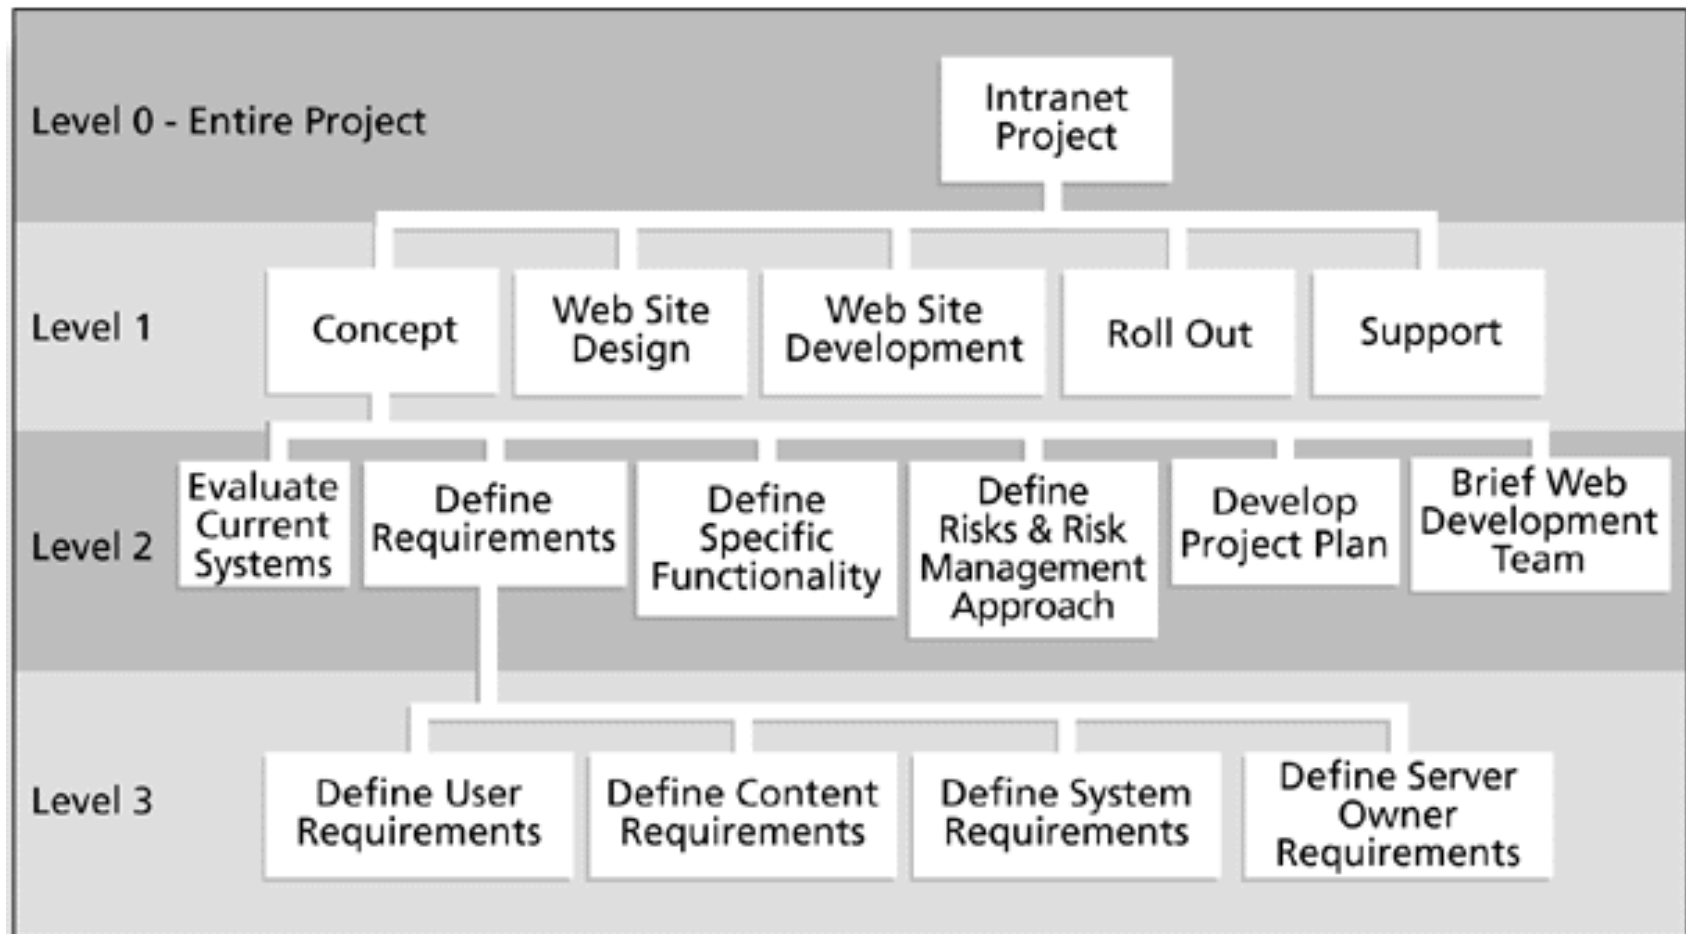 Level 0 - Entire Project
Intranet
Project
Level 1
Concept
Web Site
Design
Web Site
Development
Roll Out
Support
Level 2
Evaluate
Current
Systems
Define
Requirements
Define
Specific
Functionality
Define
Risks & Risk
Management
Approach
Develop
Project Plan
Brief Web
Development
Team
Level 3
Define User
Requirements
Define Content
Requirements
Define System
Requirements
Define Server
Owner
Requirements